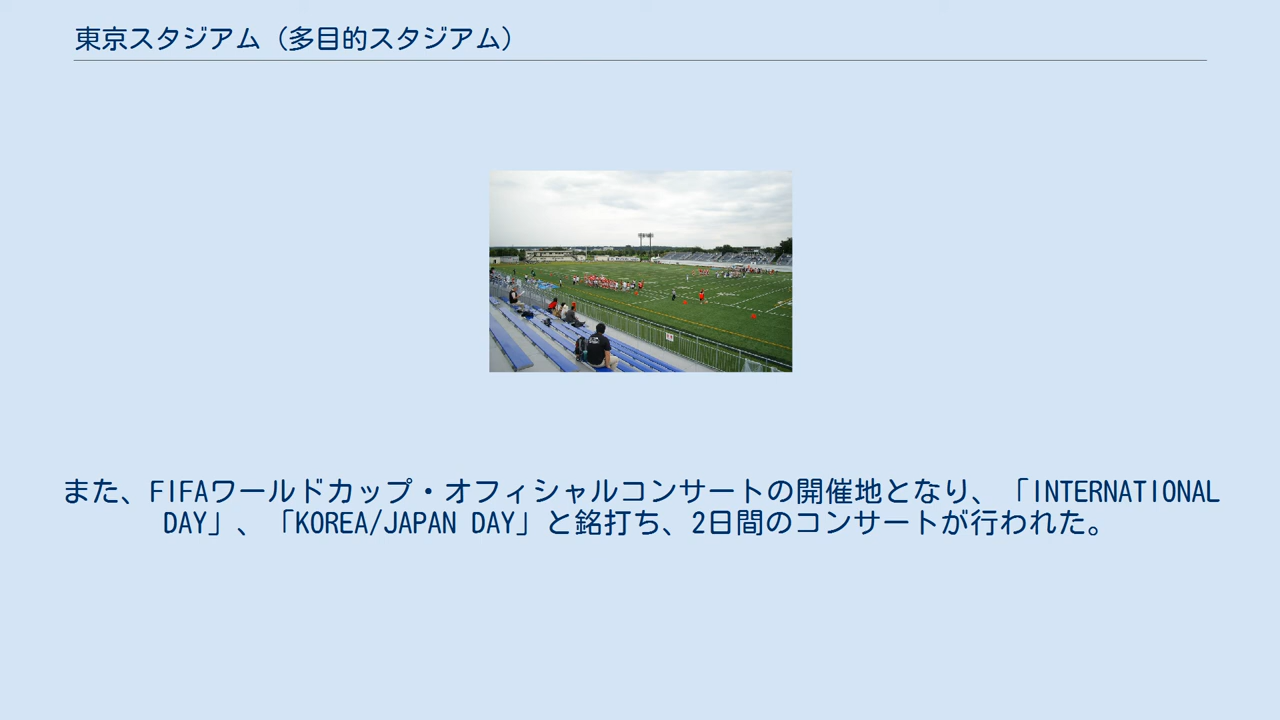 東京スタジアム（多目的スタジアム）
また、FIFAワールドカップ・オフィシャルコンサートの開催地となり、「INTERNATIONAL
DAY」、「KOREA/JAPAN DAY」と銘打ち、2日間のコンサートが行われた。